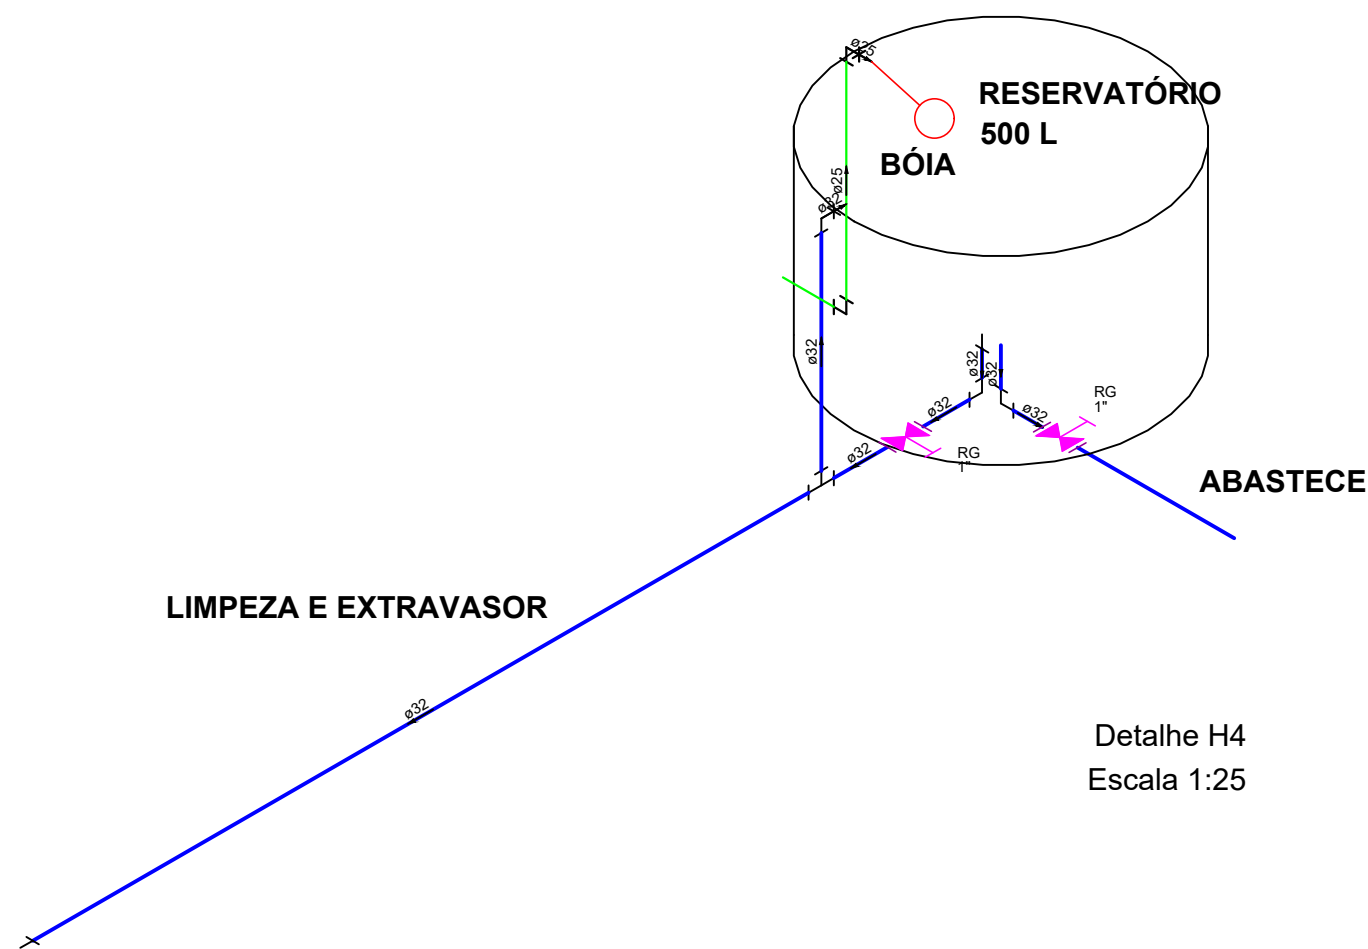 ø25
RESERVATÓRIO
500 L
BÓIA
ø25
ø32
ø32
ø32
ø32
RG
1"
ø32
ø32
RG
1"
ø32
ABASTECE
LIMPEZA E EXTRAVASOR
ø32
Detalhe H4
Escala 1:25